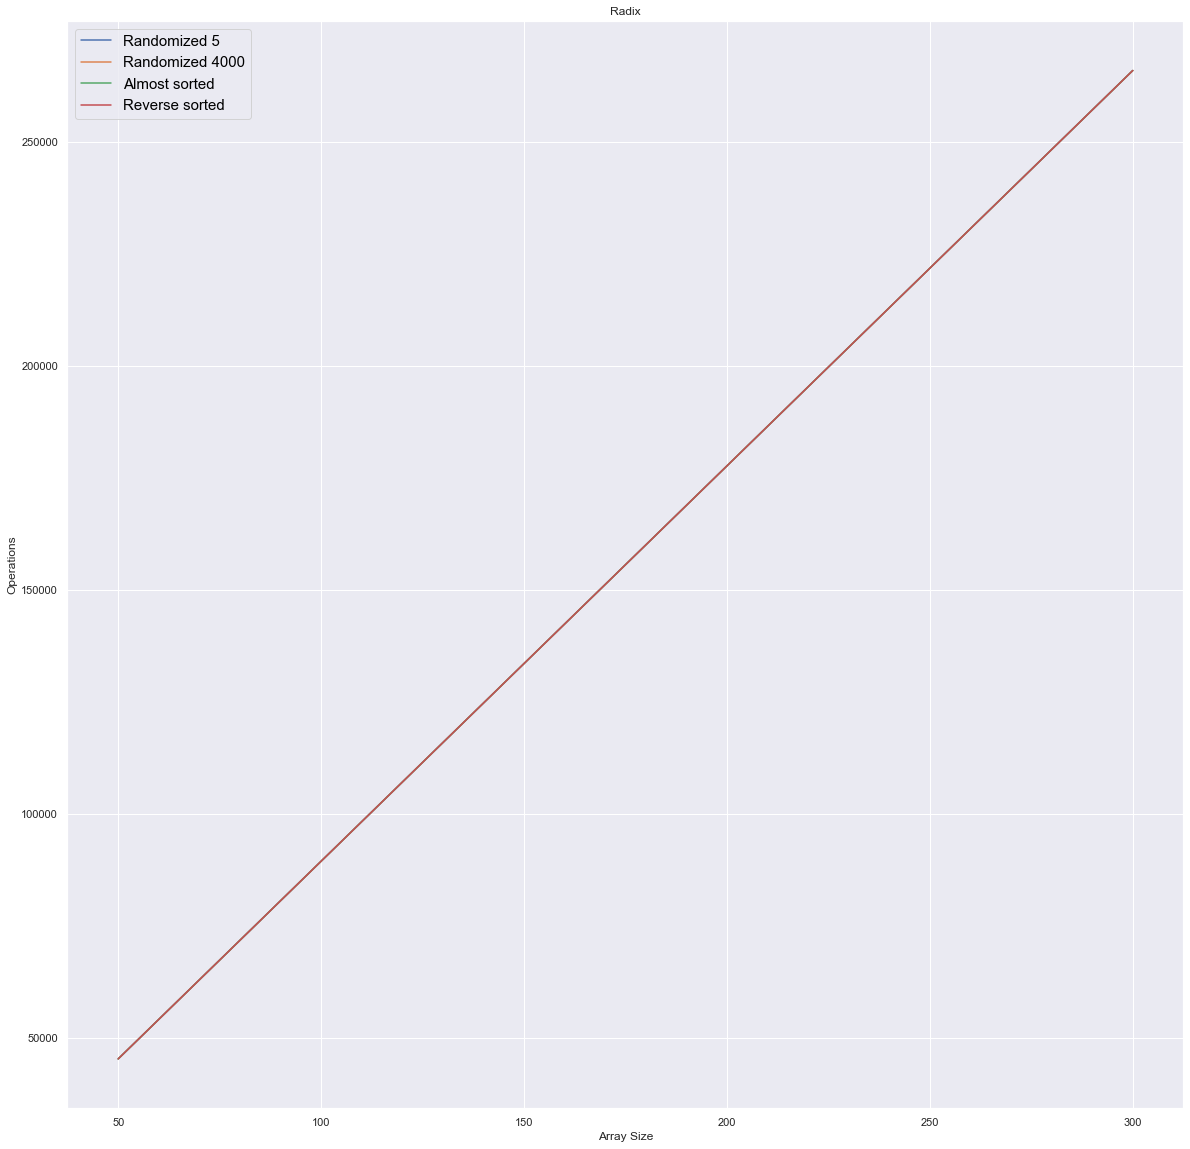 Radix
Randomized 5
Randomized 4000
Almost sorted
Reverse sorted
250000
200000
150000
100000
50000
Operations
50 100 150 200 250 300
Array Size